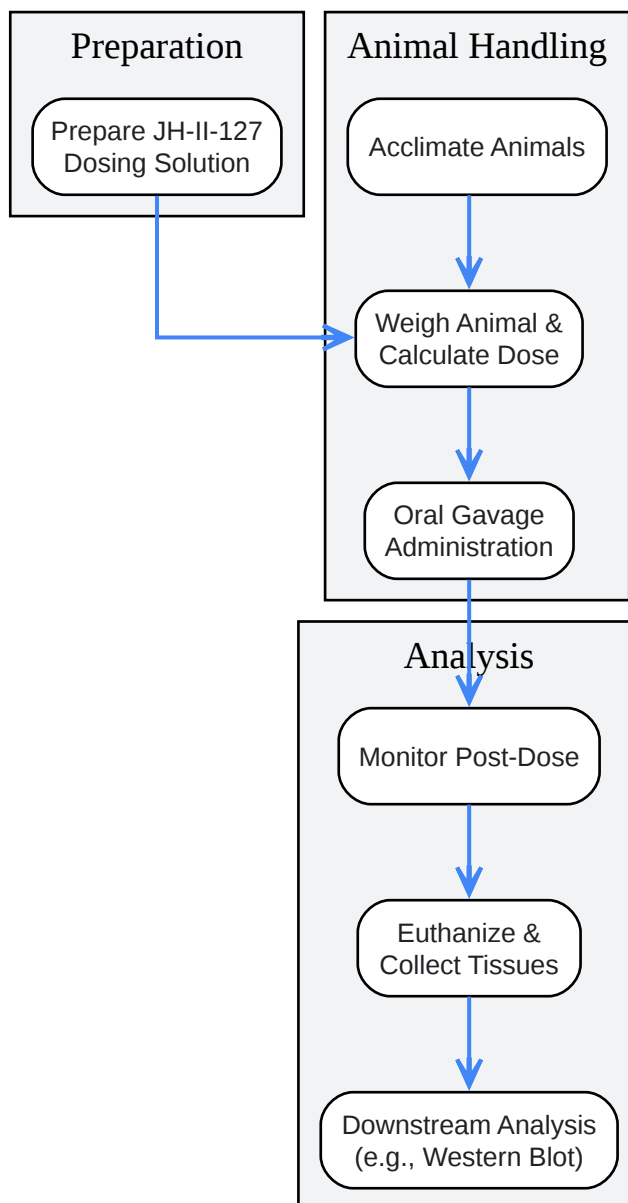 Preparation
Prepare JH-II-127
Dosing Solution
Animal Handling
Acclimate Animals
Weigh Animal &
Calculate Dose
Oral Gavage
Administration
Analysis
Monitor Post-Dose
Euthanize &
Collect Tissues
Downstream Analysis
(e.g., Western Blot)